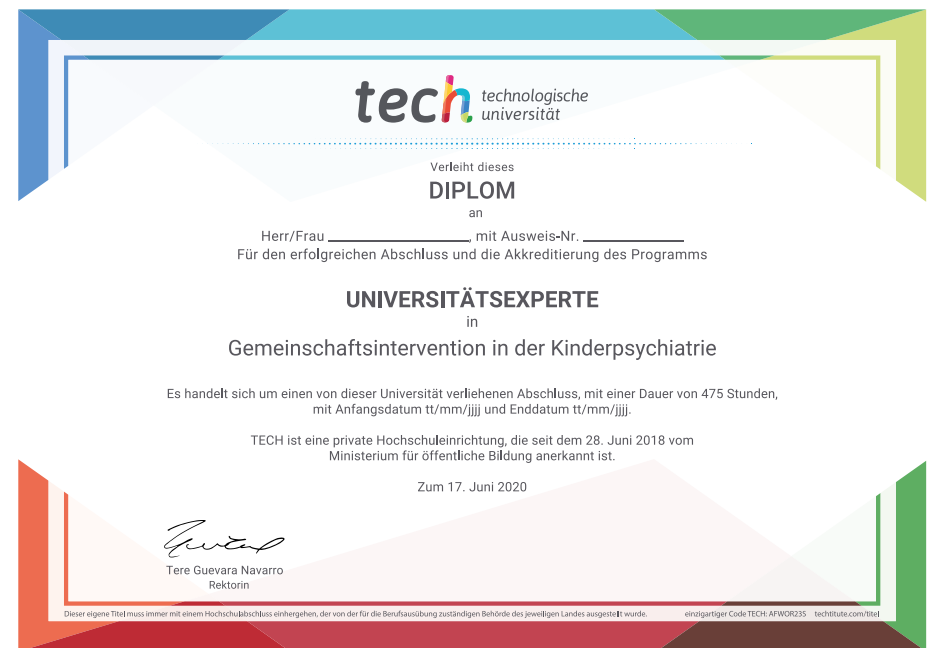 tech technologische
universität
Verleiht dieses
DIPLOM
an
Herr/Frau ____________, mit Ausweis-Nr. ____________
Für den erfolgreichen Abschluss und die Akkreditierung des Programms
UNIVERSITÄTSEXPERTE
in
Gemeinschaftsintervention in der Kinderpsychiatrie
Es handelt sich um einen von dieser Universität verliehenen Abschluss, mit einer Dauer von 475 Stunden,
mit Anfangsdatum tt/mm/jjjj und Enddatum tt/mm/jjjj.
TECH ist eine private Hochschuleinrichtung, die seit dem 28. Juni 2018 vom
Ministerium für öffentliche Bildung anerkannt ist.
Zum 17. Juni 2020
Tere Guevara Navarro
Rektorin
Dieser eigene Titel muss immer mit einem Hochschulabschluss einhergehen, der von der für die Berufsausübung zuständigen Behörde des jeweiligen Landes ausgestellt wurde. einzigartiger Code TECH: AFWOR23S techtitute.com/titel